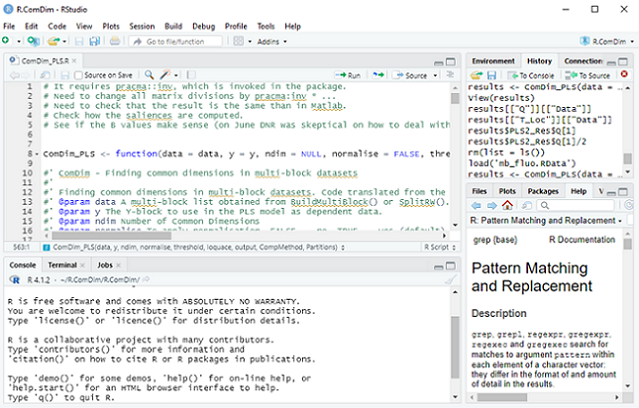 R.ComDim - RStudio
File Edit Code View Plots Session Build Debug Profile Tools Help
Go to file/function
Addins
R.ComDim
ComDim_PLS.R
Source on Save
Run
Source
1 # It requires pracma::inv, which is invoked in the package.
2 # Need to change all matrix divisions by pracma:inv * ...
3 # Need to check that the result is the same than in Matlab.
4 # Check how the saliences are computed.
5 # See if the B values make sense (on June DNR was skeptical on how to deal with
6
7
8 ComDim_PLS <- function(data = data, y = y, ndim = NULL, normalise = FALSE, thre
9
10 #' ComDim - Finding common dimensions in multi-block datasets
11 #'
12 #' Finding common dimensions in multi-block datasets. Code translated from the
13 #' @param data A multi-block list obtained from BuildMultiBlock() or SplitRW().
14 #' @param y The Y-block to use in the PLS model as dependent data.
15 #' @param ndim Number of Common Dimensions
16
563:1 ComDim_PLS(data, y, ndim, normalise, threshold, loquace, output, CompMethod, Partitions) R Script
Console Terminal Jobs
R 4.1.2 · ~/R.ComDim/R.ComDim/
R is free software and comes with ABSOLUTELY NO WARRANTY.
You are welcome to redistribute it under certain conditions.
Type 'license()' or 'licence()' for distribution details.
R is a collaborative project with many contributors.
Type 'contributors()' for more information and
'citation()' on how to cite R or R packages in publications.
Type 'demo()' for some demos, 'help()' for on-line help, or
'help.start()' for an HTML browser interface to help.
Type 'q()' to quit R.
Environment History Connection
To Console To Source
results <- ComDim_PLS(data
View(results)
results[["Q"]][["Data"]]
results[["T_Loc"]][["Data"]]
results$PLS2_Res$Q[1]
results$PLS2_Res$Q[1]/2
rm(list = ls())
load('mb_fluo.RData')
results <- ComDim_PLS(data
Files Plots Packages Help V
R: Pattern Matching and Replacement
grep {base} R Documentation
Pattern Matching
and Replacement
Description
grep, grepl, regexpr, gregexpr,
regexec and gregexec search for
matches to argument pattern within
each element of a character vector:
they differ in the format of and
amount of detail in the results.